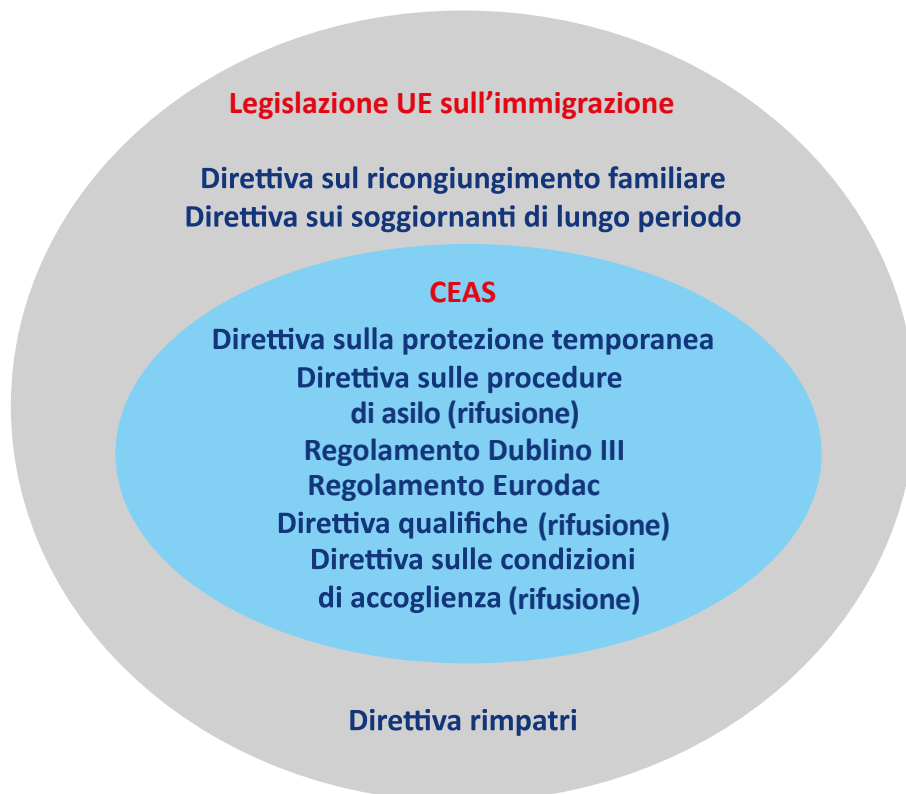 Legislazione UE sull’immigrazione
Direttiva sul ricongiungimento familiare
Direttiva sui soggiornanti di lungo periodo
CEAS
Direttiva sulla protezione temporanea
Direttiva sulle procedure
di asilo (rifusione)
Regolamento Dublino III
Regolamento Eurodac
Direttiva qualifiche (rifusione)
Direttiva sulle condizioni
di accoglienza (rifusione)
Direttiva rimpatri